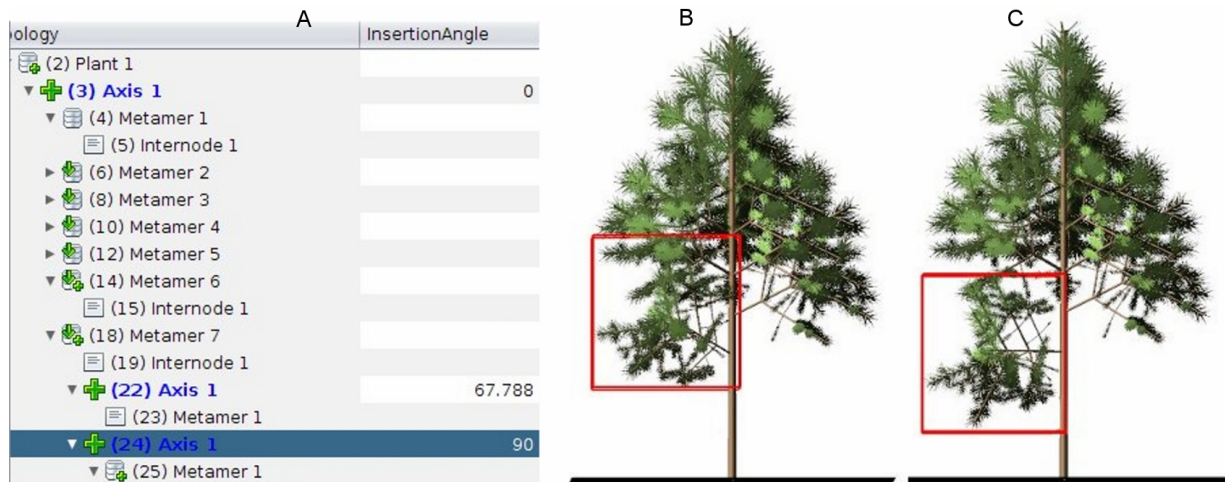 A
B
C
ology InsertionAngle
(2) Plant 1
(3) Axis 1 0
(4) Metamer 1
(5) Internode 1
(6) Metamer 2
(8) Metamer 3
(10) Metamer 4
(12) Metamer 5
(14) Metamer 6
(15) Internode 1
(18) Metamer 7
(19) Internode 1
(22) Axis 1 67.788
(23) Metamer 1
(24) Axis 1 90
(25) Metamer 1